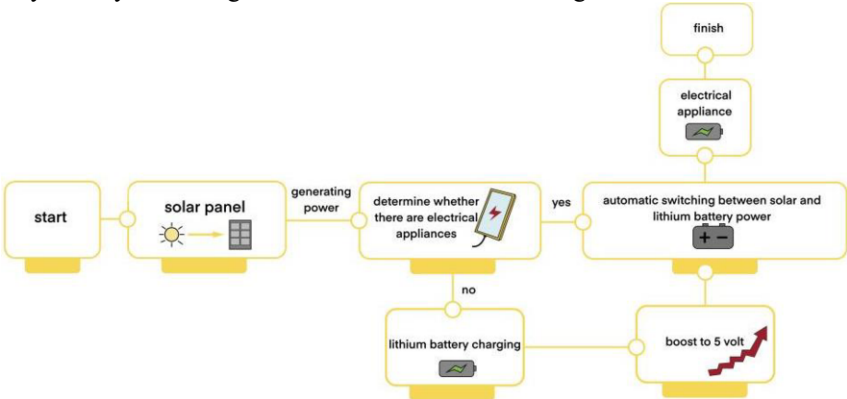 finish
electrical
appliance
start
solar panel
generating
power
determine whether
there are electrical
appliances
yes
automatic switching between solar and
lithium battery power
no
lithium battery charging
boost to 5 volt